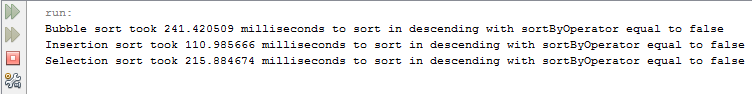 run:
Bubble sort took 241.420509 milliseconds to sort in descending with sortByOperator equal to false
Insertion sort took 110.985666 milliseconds to sort in descending with sortByOperator equal to false
Selection sort took 215.884674 milliseconds to sort in descending with sortByOperator equal to false